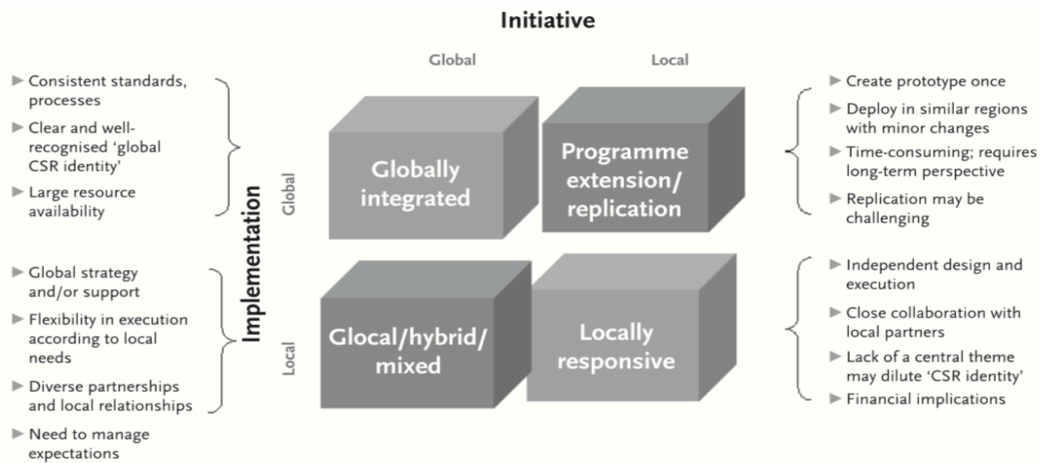 Initiative
Global
Local
Consistent standards,
processes
Clear and well-
recognised ‘global
CSR identity’
Large resource
availability
Global strategy
and/or support
Flexibility in execution
according to local
needs
Diverse partnerships
and local relationships
Need to manage
expectations
Implementation
Global
Local
Globally
integrated
Programme
extension/
replication
Glocal/hybrid/
mixed
Locally
responsive
Create prototype once
Deploy in similar regions
with minor changes
Time-consuming; requires
long-term perspective
Replication may be
challenging
Independent design and
execution
Close collaboration with
local partners
Lack of a central theme
may dilute ‘CSR identity’
Financial implications